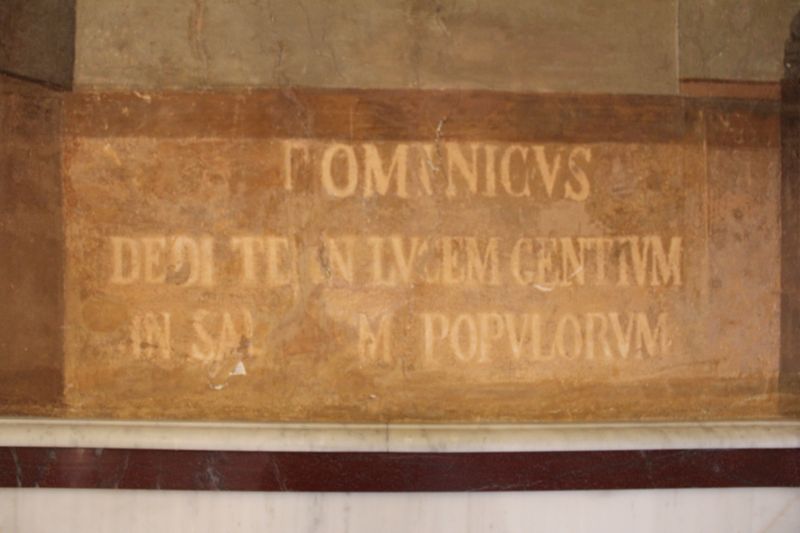 DOMINICVS
DEDI TE IN LVCEM GENTIVM
IN POPVLORVM